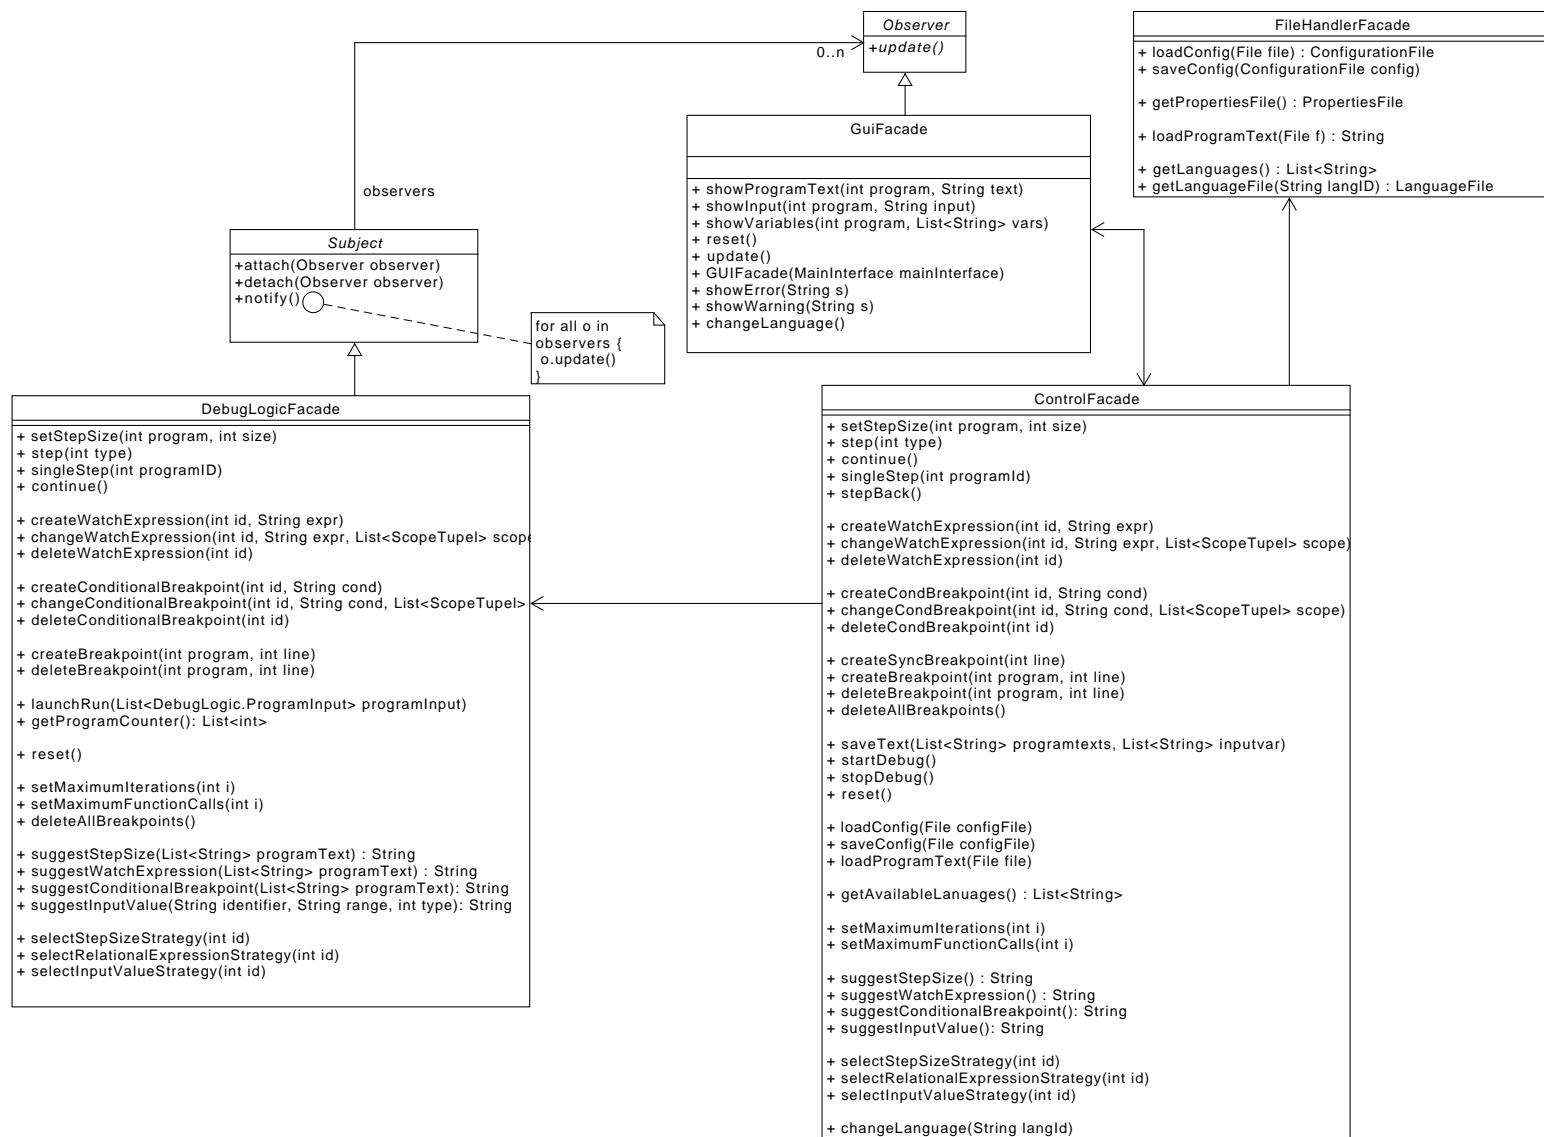 Observer
+update()
0..n
observers
FileHandlerFacade
+ loadConfig(File file) : ConfigurationFile
+ saveConfig(ConfigurationFile config)
+ getPropertiesFile() : PropertiesFile
+ loadProgramText(File f) : String
+ getLanguages() : List<String>
+ getLanguageFile(String langID) : LanguageFile
GuiFacade
+ showProgramText(int program, String text)
+ showInput(int program, String input)
+ showVariables(int program, List<String> vars)
+ reset()
+ update()
+ GUIFacade(MainInterface mainInterface)
+ showError(String s)
+ showWarning(String s)
+ changeLanguage()
Subject
+attach(Observer observer)
+detach(Observer observer)
+notify()
for all o in
observers {
o.update()
}
DebugLogicFacade
+ setStepSize(int program, int size)
+ step(int type)
+ singleStep(int programID)
+ continue()
+ createWatchExpression(int id, String expr)
+ changeWatchExpression(int id, String expr, List<ScopeTupel> scope
+ deleteWatchExpression(int id)
+ createConditionalBreakpoint(int id, String cond)
+ changeConditionalBreakpoint(int id, String cond, List<ScopeTupel>
+ deleteConditionalBreakpoint(int id)
+ createBreakpoint(int program, int line)
+ deleteBreakpoint(int program, int line)
+ launchRun(List<DebugLogic.ProgramInput> programInput)
+ getProgramCounter(): List<int>
+ reset()
+ setMaximumIterations(int i)
+ setMaximumFunctionCalls(int i)
+ deleteAllBreakpoints()
+ suggestStepSize(List<String> programText) : String
+ suggestWatchExpression(List<String> programText) : String
+ suggestConditionalBreakpoint(List<String> programText): String
+ suggestInputValue(String identifier, String range, int type): String
+ selectStepSizeStrategy(int id)
+ selectRelationalExpressionStrategy(int id)
+ selectInputValueStrategy(int id)
ControlFacade
+ setStepSize(int program, int size)
+ step(int type)
+ continue()
+ singleStep(int programId)
+ stepBack()
+ createWatchExpression(int id, String expr)
+ changeWatchExpression(int id, String expr, List<ScopeTupel> scope)
+ deleteWatchExpression(int id)
+ createCondBreakpoint(int id, String cond)
+ changeCondBreakpoint(int id, String cond, List<ScopeTupel> scope)
+ deleteCondBreakpoint(int id)
+ createSyncBreakpoint(int line)
+ createBreakpoint(int program, int line)
+ deleteBreakpoint(int program, int line)
+ deleteAllBreakpoints()
+ saveText(List<String> programtexts, List<String> inputvar)
+ startDebug()
+ stopDebug()
+ reset()
+ loadConfig(File configFile)
+ saveConfig(File configFile)
+ loadProgramText(File file)
+ getAvailableLanuages() : List<String>
+ setMaximumIterations(int i)
+ setMaximumFunctionCalls(int i)
+ suggestStepSize() : String
+ suggestWatchExpression() : String
+ suggestConditionalBreakpoint(): String
+ suggestInputValue(): String
+ selectStepSizeStrategy(int id)
+ selectRelationalExpressionStrategy(int id)
+ selectInputValueStrategy(int id)
+ changeLanguage(String langId)